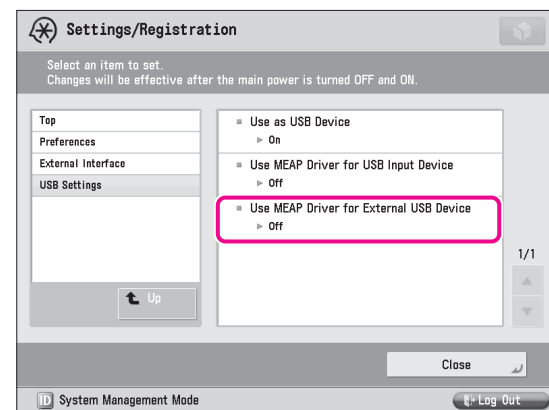 Settings/Registration
Select an item to set.
Changes will be effective after the main power is turned OFF and ON.
Top
Preferences
External Interface
USB Settings
Up
Use as USB Device
On
Use MEAP Driver for USB Input Device
Off
Use MEAP Driver for External USB Device
Off
1/1
Close
ID System Management Mode
Log Out